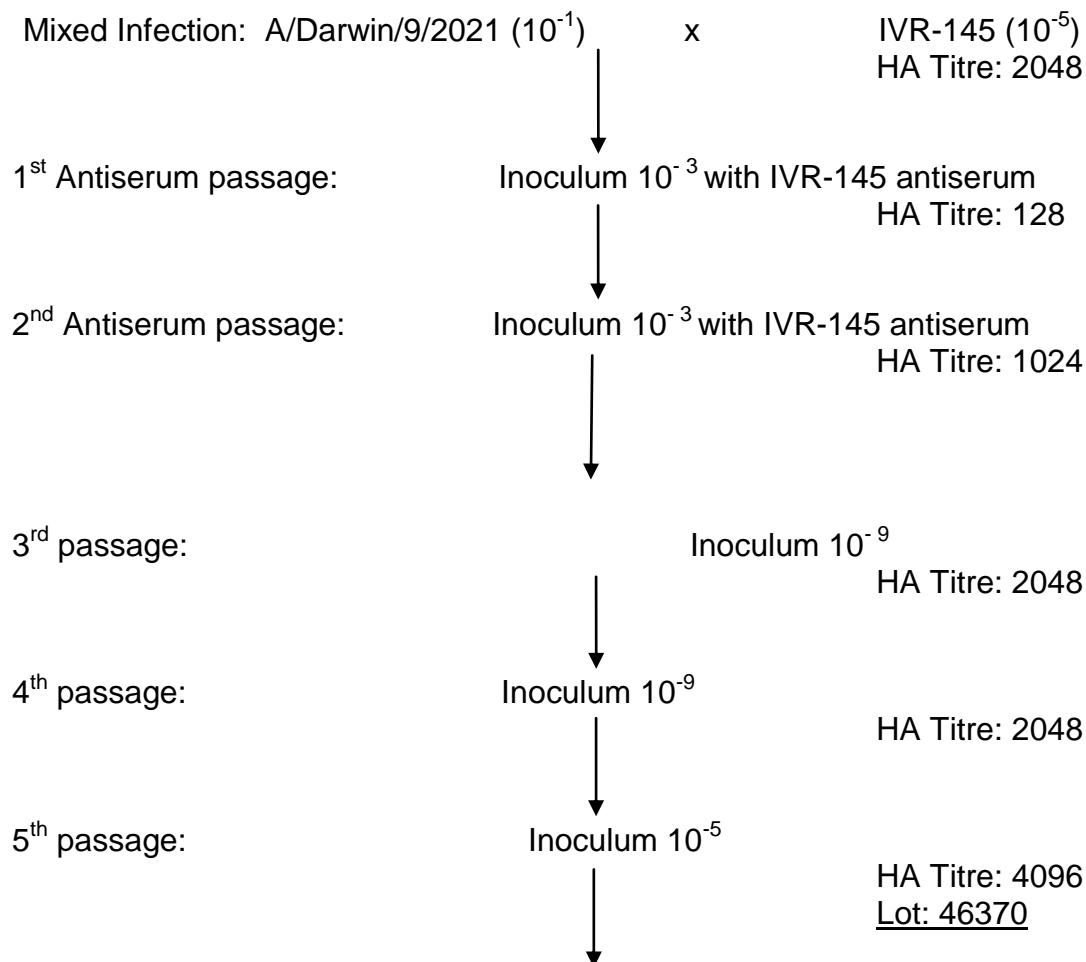 Mixed Infection: A/Darwin/9/2021 (10⁻¹) x IVR-145 (10⁻⁵)
HA Titre: 2048
1ˢᵗ Antiserum passage: Inoculum 10⁻³ with IVR-145 antiserum
HA Titre: 128
2ⁿᵈ Antiserum passage: Inoculum 10⁻³ with IVR-145 antiserum
HA Titre: 1024
3ʳᵈ passage: Inoculum 10⁻⁹
HA Titre: 2048
4ᵗʰ passage: Inoculum 10⁻⁹
HA Titre: 2048
5ᵗʰ passage: Inoculum 10⁻⁵
HA Titre: 4096
Lot: 46370